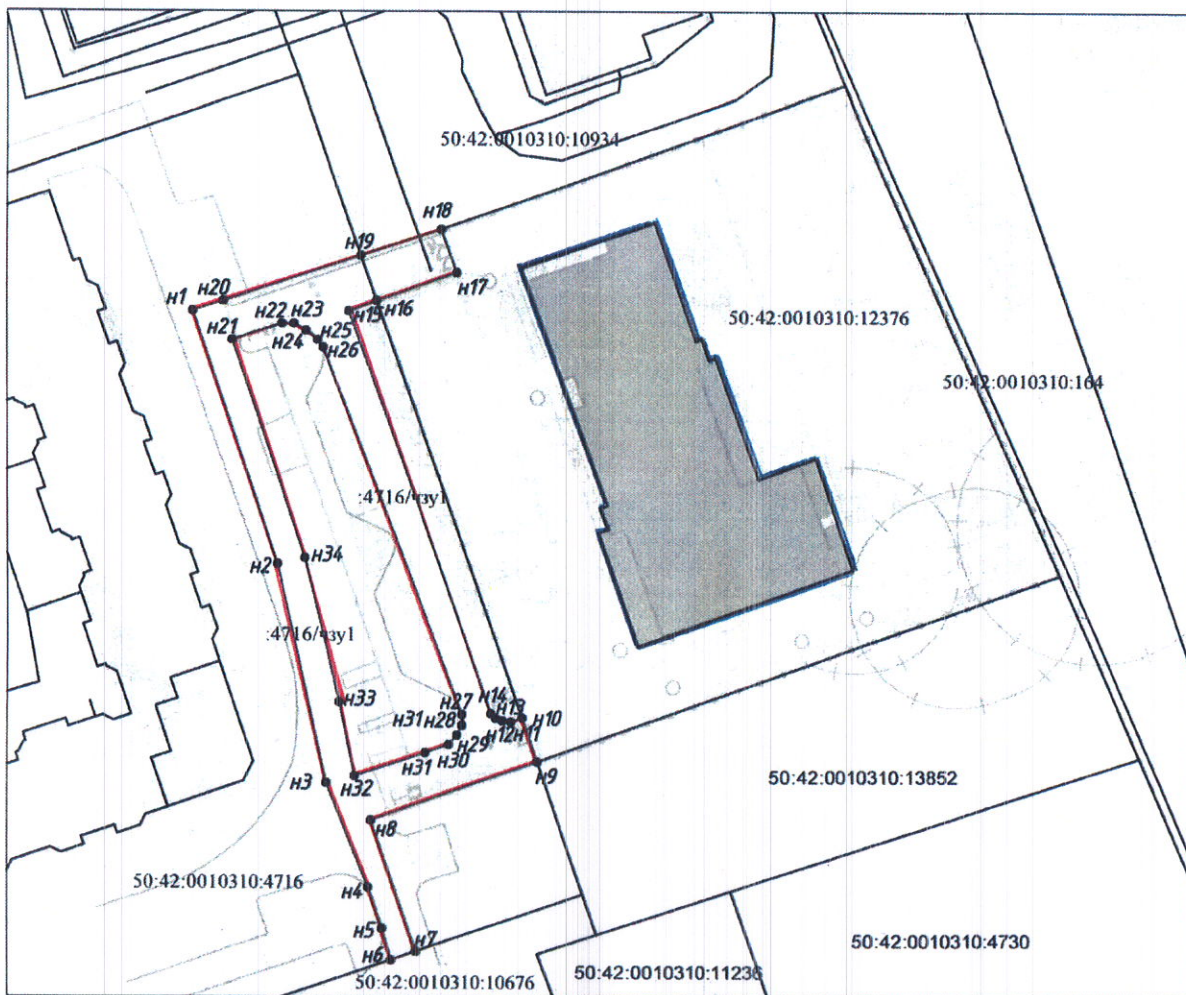 50:42:0010310:10934
н18
н19
н17
н20
н1
н16
н15
н22
н23
н21
н24
н25
н26
50:42:0010310:12376
50:42:0010310:164
:4716/чзу1
н34
н2
:4716/чзу1
н33
н27
н14
н31
н28
н13
н10
н12
н11
н29
н30
н31
н9
н32
н3
50:42:0010310:13852
н8
50:42:0010310:4716
н4
н5
н7
н6
50:42:0010310:4730
50:42:0010310:11236
50:42:0010310:10676